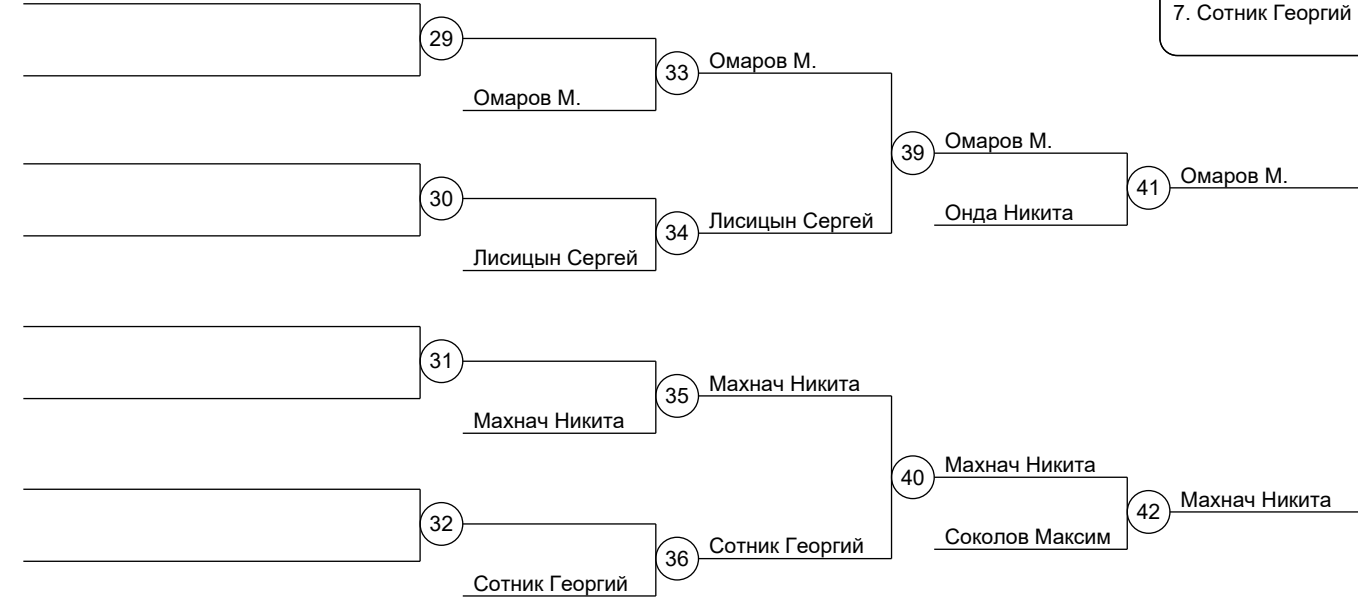 7. Сотник Георгий
29
Омаров М.
33
Омаров М.
39
Омаров М.
41
Омаров М.
Онда Никита
30
Лисицын Сергей
34
Лисицын Сергей
31
Махнач Никита
35
Махнач Никита
40
Махнач Никита
42
Махнач Никита
Соколов Максим
32
Сотник Георгий
36
Сотник Георгий